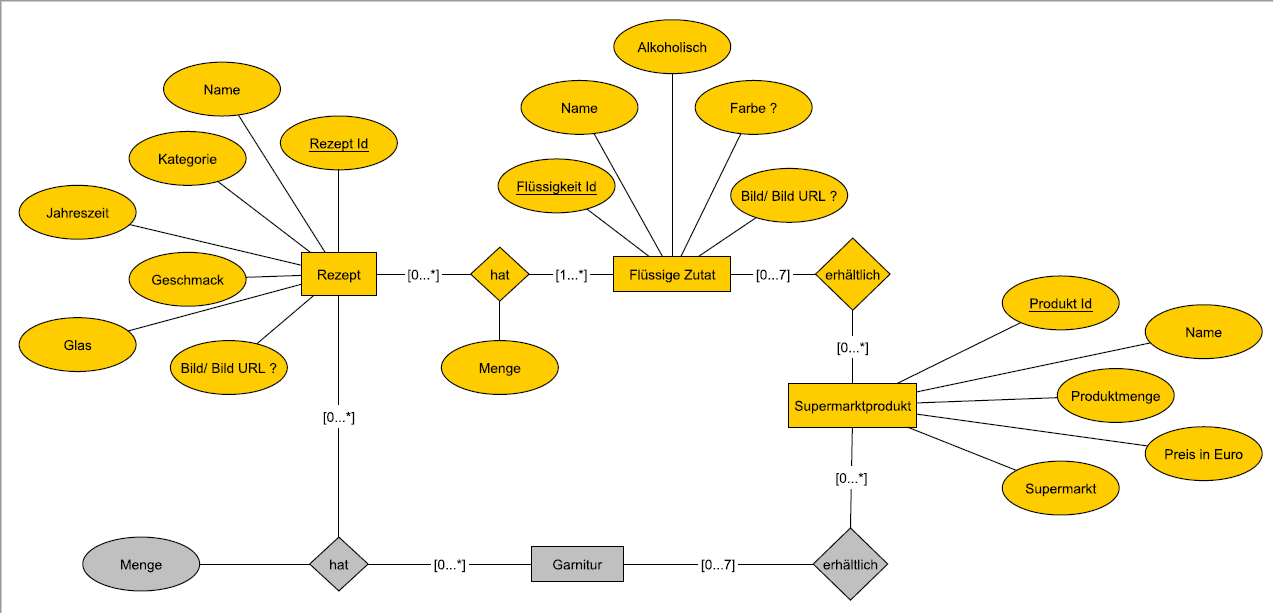 Alkoholisch
Name
Name
Farbe ?
Rezept Id
Kategorie
Flüssigkeit Id
Bild/ Bild URL ?
Jahreszeit
Geschmack
Rezept
[0...*]
hat
[1...*]
Flüssige Zutat
[0...7]
erhältlich
Produkt Id
Name
Glas
[0...*]
Bild/ Bild URL ?
Menge
Produktmenge
Supermarktprodukt
[0...*]
Preis in Euro
[0...*]
Supermarkt
Menge
hat
[0...*]
Garnitur
[0...7]
erhältlich